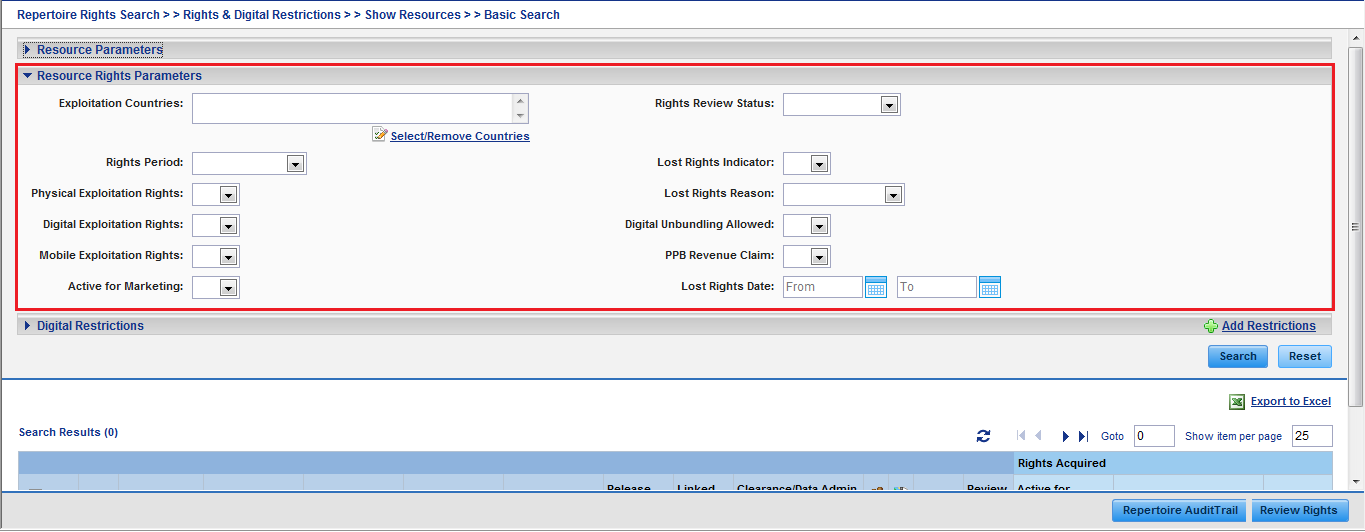 Repertoire Rights Search > > Rights & Digital Restrictions > > Show Resources > > Basic Search
Resource Parameters
Resource Rights Parameters
Exploitation Countries:
Rights Review Status:
Select/Remove Countries
Rights Period:
Lost Rights Indicator:
Physical Exploitation Rights:
Lost Rights Reason:
Digital Exploitation Rights:
Digital Unbundling Allowed:
Mobile Exploitation Rights:
PPB Revenue Claim:
Active for Marketing:
Lost Rights Date: From To
Digital Restrictions
Add Restrictions
Search Reset
Export to Excel
Search Results (0)
Goto 0 Show item per page 25
Rights Acquired
Release Linked Clearance/Data Admin Review Active for
Repertoire AuditTrail Review Rights